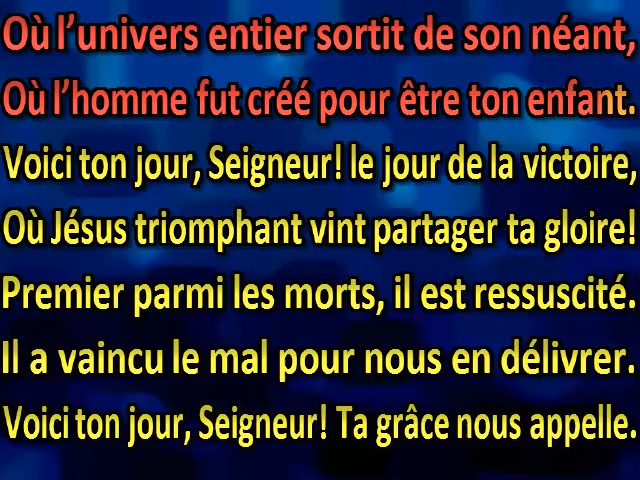 Où l'univers entier sortit de son néant,
Où l'homme fut créé pour être ton enfant.
Voici ton jour, Seigneur! le jour de la victoire,
Où Jésus triomphant vint partager ta gloire!
Premier parmi les morts, il est ressuscité.
Il a vaincu le mal pour nous en délivrer.
Voici ton jour, Seigneur! Ta grâce nous appelle.